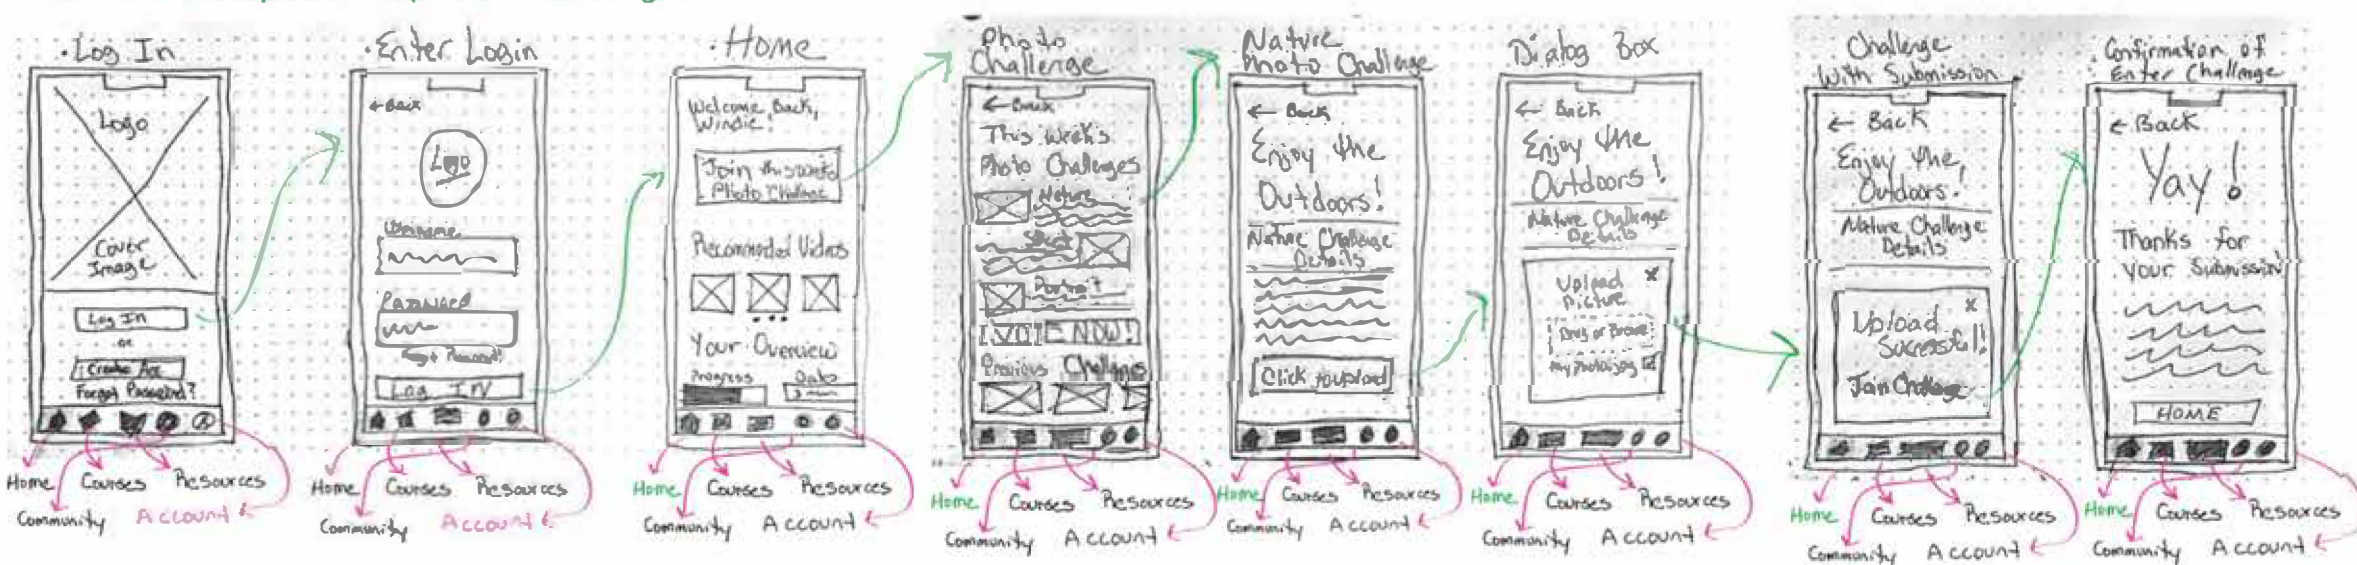 • Log In
Logo
Cover
Image
Log In
or
Create Acc
Forgot Password?
Home
Courses
Resources
Community
Account
• Enter Login
← Back
Logo
Username
Password
Log IN
Home
Courses
Resources
Community
Account
• Home
Welcome Back,
Windie!
Join this week's
Photo Challenge
Recommended Videos
Your Overview
Progress
Home
Courses
Resources
Community
Account
Photo
Challenge
← Back
This week's
Photo Challenges
Nature
Portrait
NOW!
Previous Challenges
Home
Courses
Resources
Community
Account
Nature
Photo Challenge
← Back
Enjoy the
Outdoors!
Nature Challenge
Details
Click to upload
Home
Courses
Resources
Community
Account
Dialog Box
← Back
Enjoy the
Outdoors!
Nature Challenge
Details
Upload x
Picture
Drag or Browse
Home
Courses
Resources
Community
Account
Challenge
With Submission
← Back
Enjoy the
Outdoors.
Nature Challenge
Details
x
Upload
Successful!
Join Challenge
Home
Courses
Resources
Community
Account
• Confirmation of
Enter Challenge
← Back
Yay!
Thanks for
your Submission
HOME
Home
Courses
Resources
Community
Account